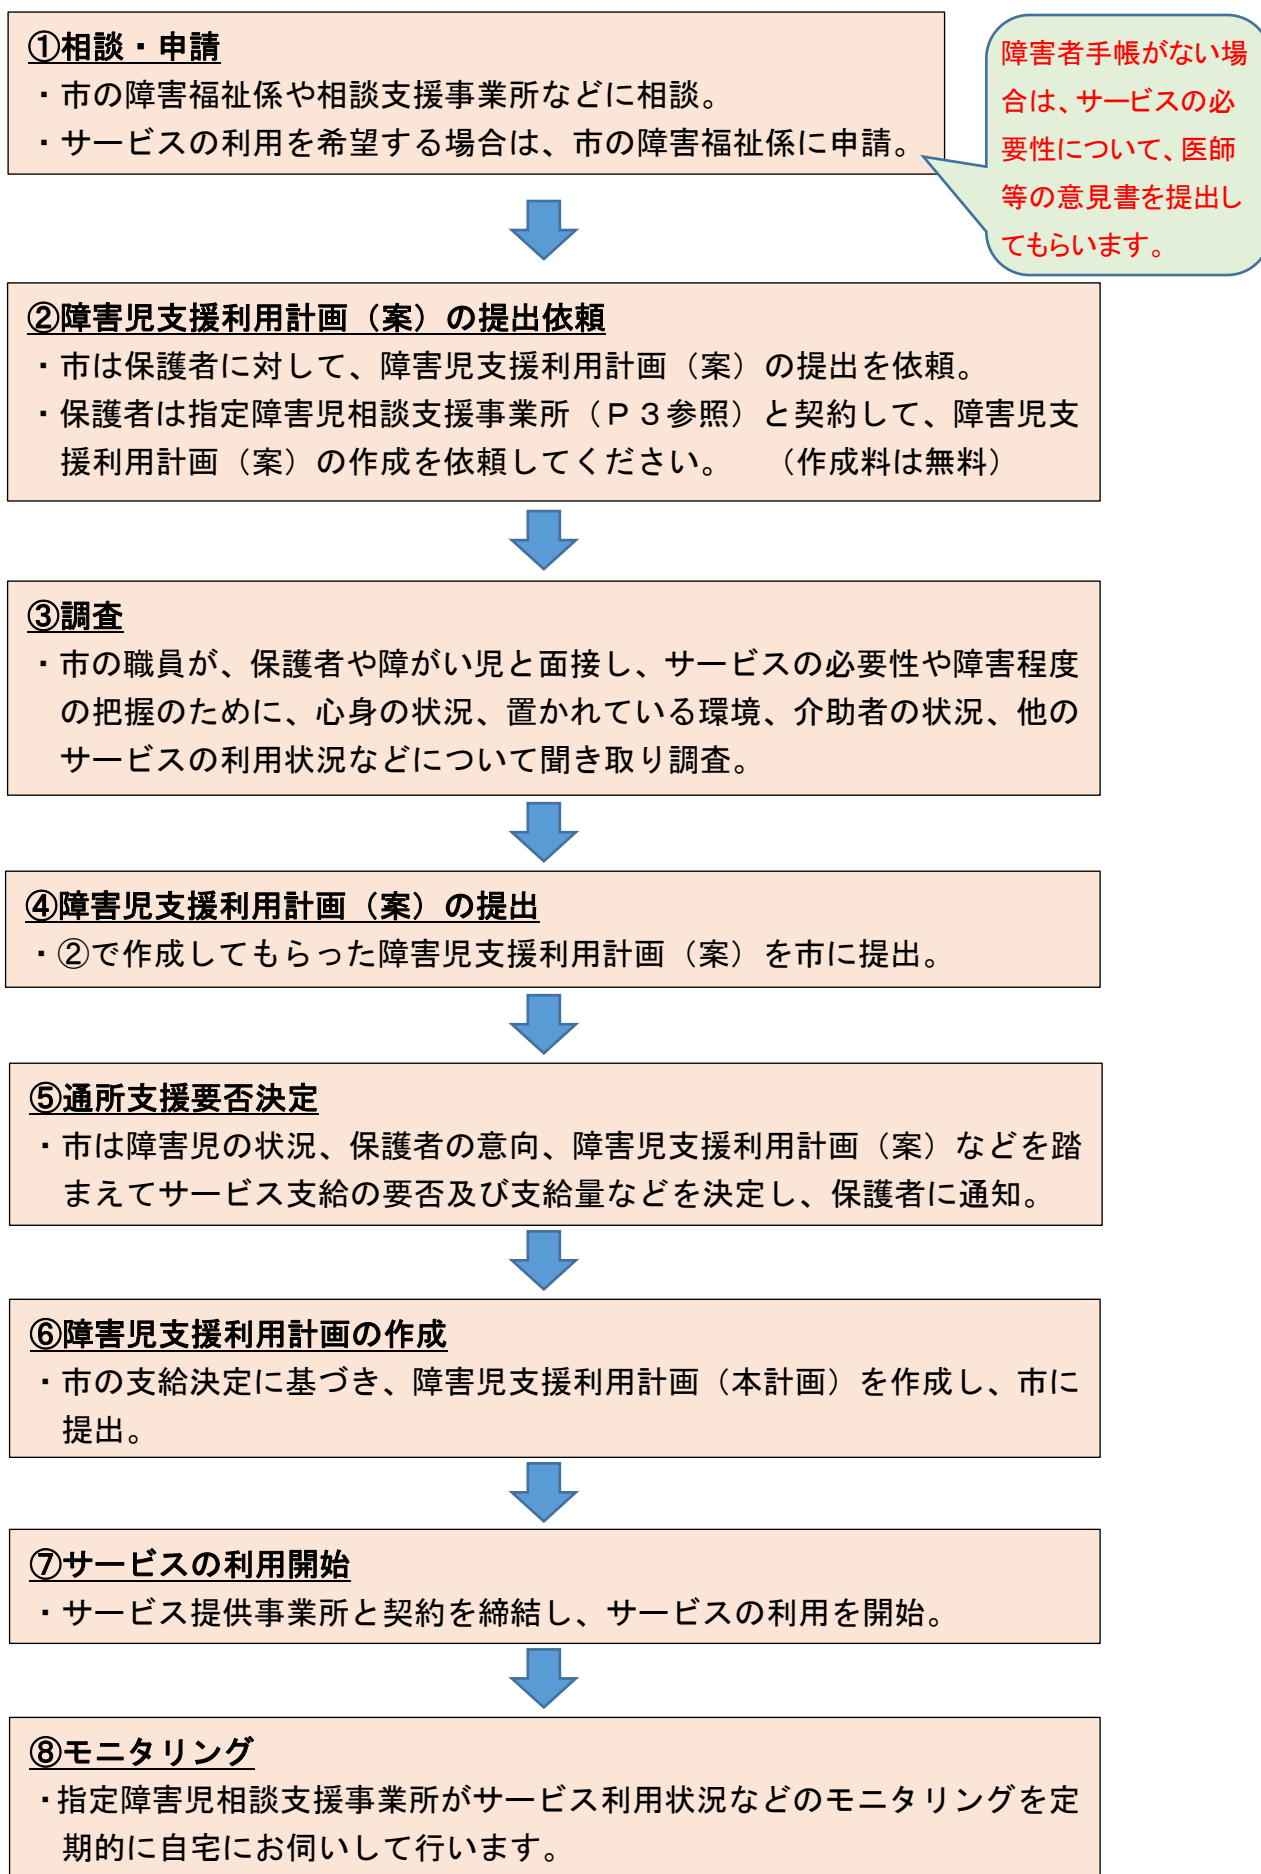 ①相談・申請
・市の障害福祉係や相談支援事業所などに相談。
・サービスの利用を希望する場合は、市の障害福祉係に申請。
障害者手帳がない場
合は、サービスの必
要性について、医師
等の意見書を提出し
てもらいます。
②障害児支援利用計画（案）の提出依頼
・市は保護者に対して、障害児支援利用計画（案）の提出を依頼。
・保護者は指定障害児相談支援事業所（Ｐ３参照）と契約して、障害児支
援利用計画（案）の作成を依頼してください。　（作成料は無料）
③調査
・市の職員が、保護者や障がい児と面接し、サービスの必要性や障害程度
の把握のために、心身の状況、置かれている環境、介助者の状況、他の
サービスの利用状況などについて聞き取り調査。
④障害児支援利用計画（案）の提出
・②で作成してもらった障害児支援利用計画（案）を市に提出。
⑤通所支援要否決定
・市は障害児の状況、保護者の意向、障害児支援利用計画（案）などを踏
まえてサービス支給の要否及び支給量などを決定し、保護者に通知。
⑥障害児支援利用計画の作成
・市の支給決定に基づき、障害児支援利用計画（本計画）を作成し、市に
提出。
⑦サービスの利用開始
・サービス提供事業所と契約を締結し、サービスの利用を開始。
⑧モニタリング
・指定障害児相談支援事業所がサービス利用状況などのモニタリングを定
期的に自宅にお伺いして行います。